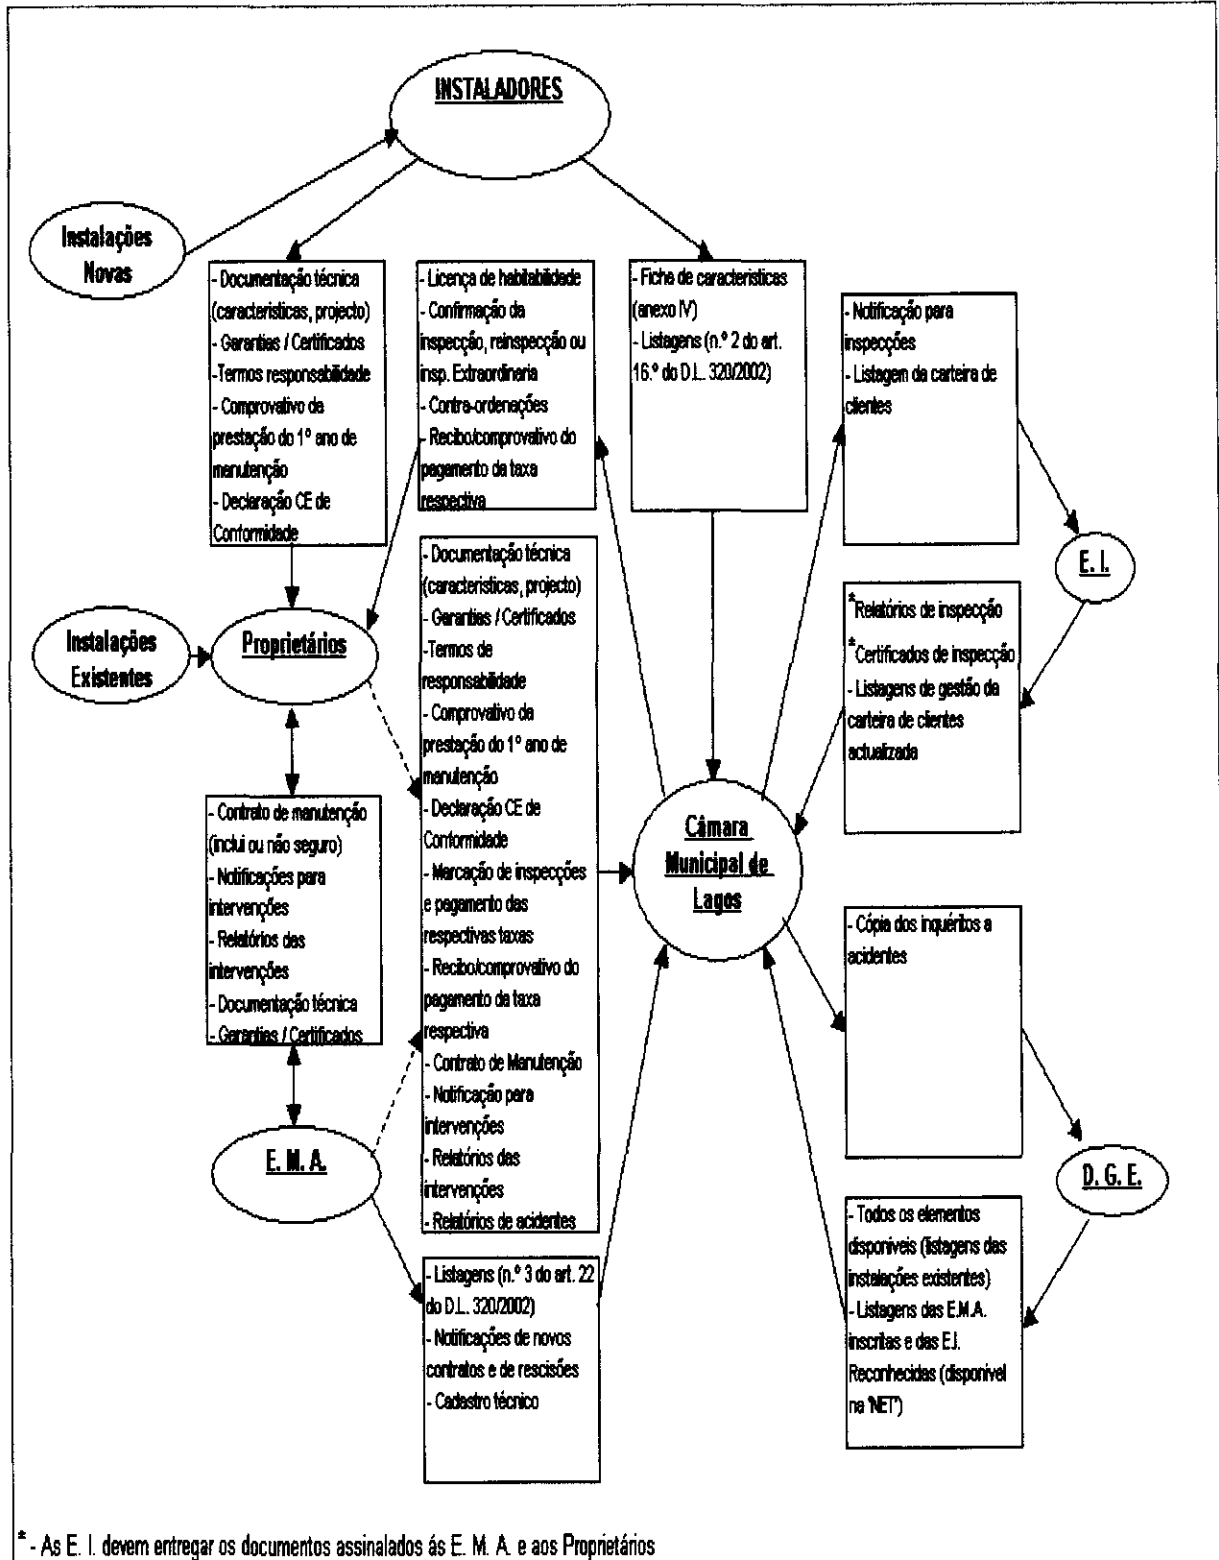 INSTALADORES
Instalações
Novas
- Documentação técnica
(características, projecto)
- Garantias / Certificados
-Termos responsabilidade
- Comprovativo da
prestação do 1º ano de
manutenção
- Declaração CE de
Conformidade
- Licença de habitabilidade
- Confirmação da
inspecção, reinspecção ou
insp. Extraordinaria
- Contra-ordenações
- Recibo/comprovativo do
pagamento da taxa
respectiva
- Ficha de caracteristicas
(anexo IV)
- Listagens (n.º 2 do art.
16.º do D.L. 320/2002)
- Notificação para
inspecções
- Listagem da carteira de
clientes
E. I.
Instalações
Existentes
Proprietários
- Documentação técnica
(caracteristicas, projecto)
- Garantias / Certificados
-Termos de
responsabilidade
- Comprovativo da
prestação do 1º ano de
manutenção
- Declaração CE de
Conformidade
- Marcação de inspecções
e pagamento das
respectivas taxas
- Recibo/comprovativo do
pagamento da taxa
respectiva
- Contrato de Manutenção
- Notificação para
intervenções
- Relatórios das
intervenções
- Relatórios de acidentes
*Relatórios de inspecção
*Certificados de inspecção
- Listagens de gestão da
carteira de clientes
actualizada
- Contrato de manutenção
(inclui ou não seguro)
- Notificações para
intervenções
- Relatórios das
intervenções
- Documentação técnica
- Garantias / Certificados
Câmara
Municipal de
Lagos
- Cópia dos inquéritos a
acidentes
E. M. A.
D. G. E.
- Listagens (n.º 3 do art. 22
do D.L. 320/2002)
- Notificações de novos
contratos e de rescisões
- Cadastro técnico
- Todos os elementos
disponiveis (listagens das
instalações existentes)
- Listagens das E.M.A.
inscritas e das E.I.
Reconhecidas (disponível
na "NET")
* - As E. I. devem entregar os documentos assinalados ás E. M. A. e aos Proprietários